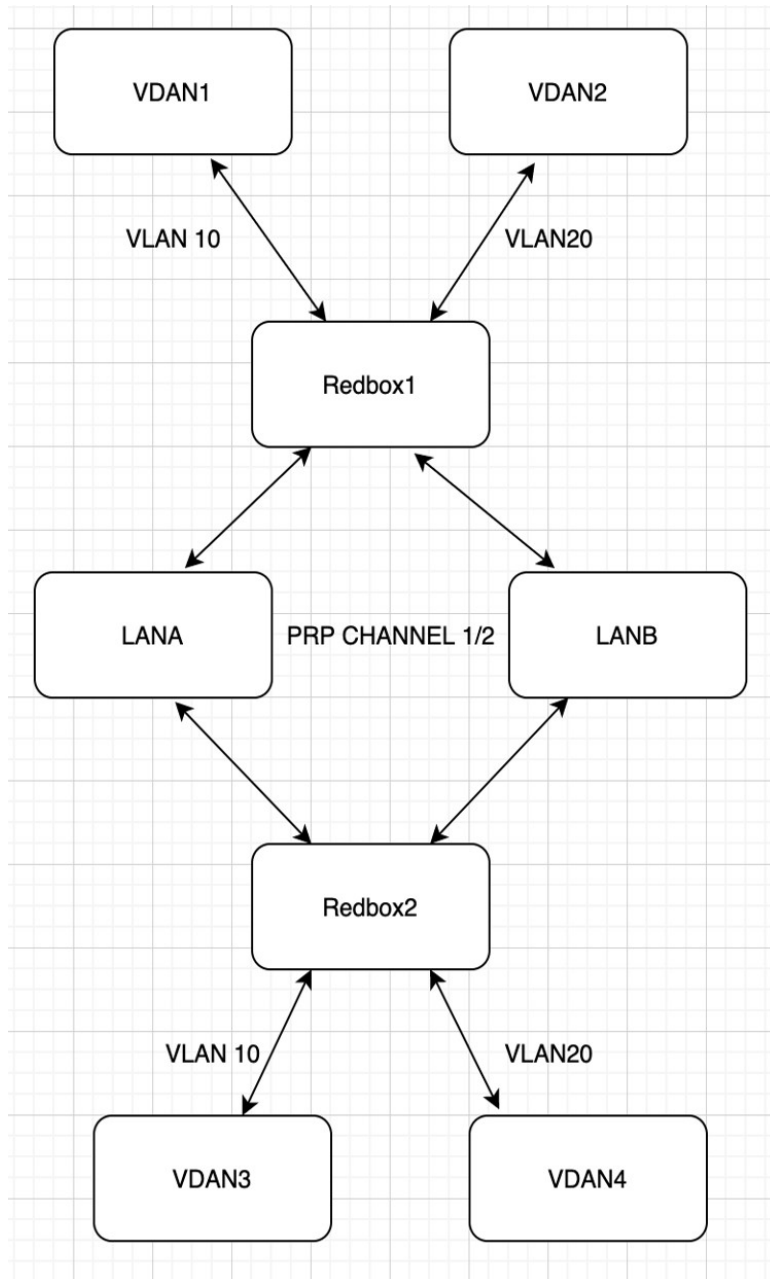 VDAN1
VDAN2
VLAN 10
VLAN20
Redbox1
LANA
PRP CHANNEL 1/2
LANB
Redbox2
VLAN 10
VLAN20
VDAN3
VDAN4